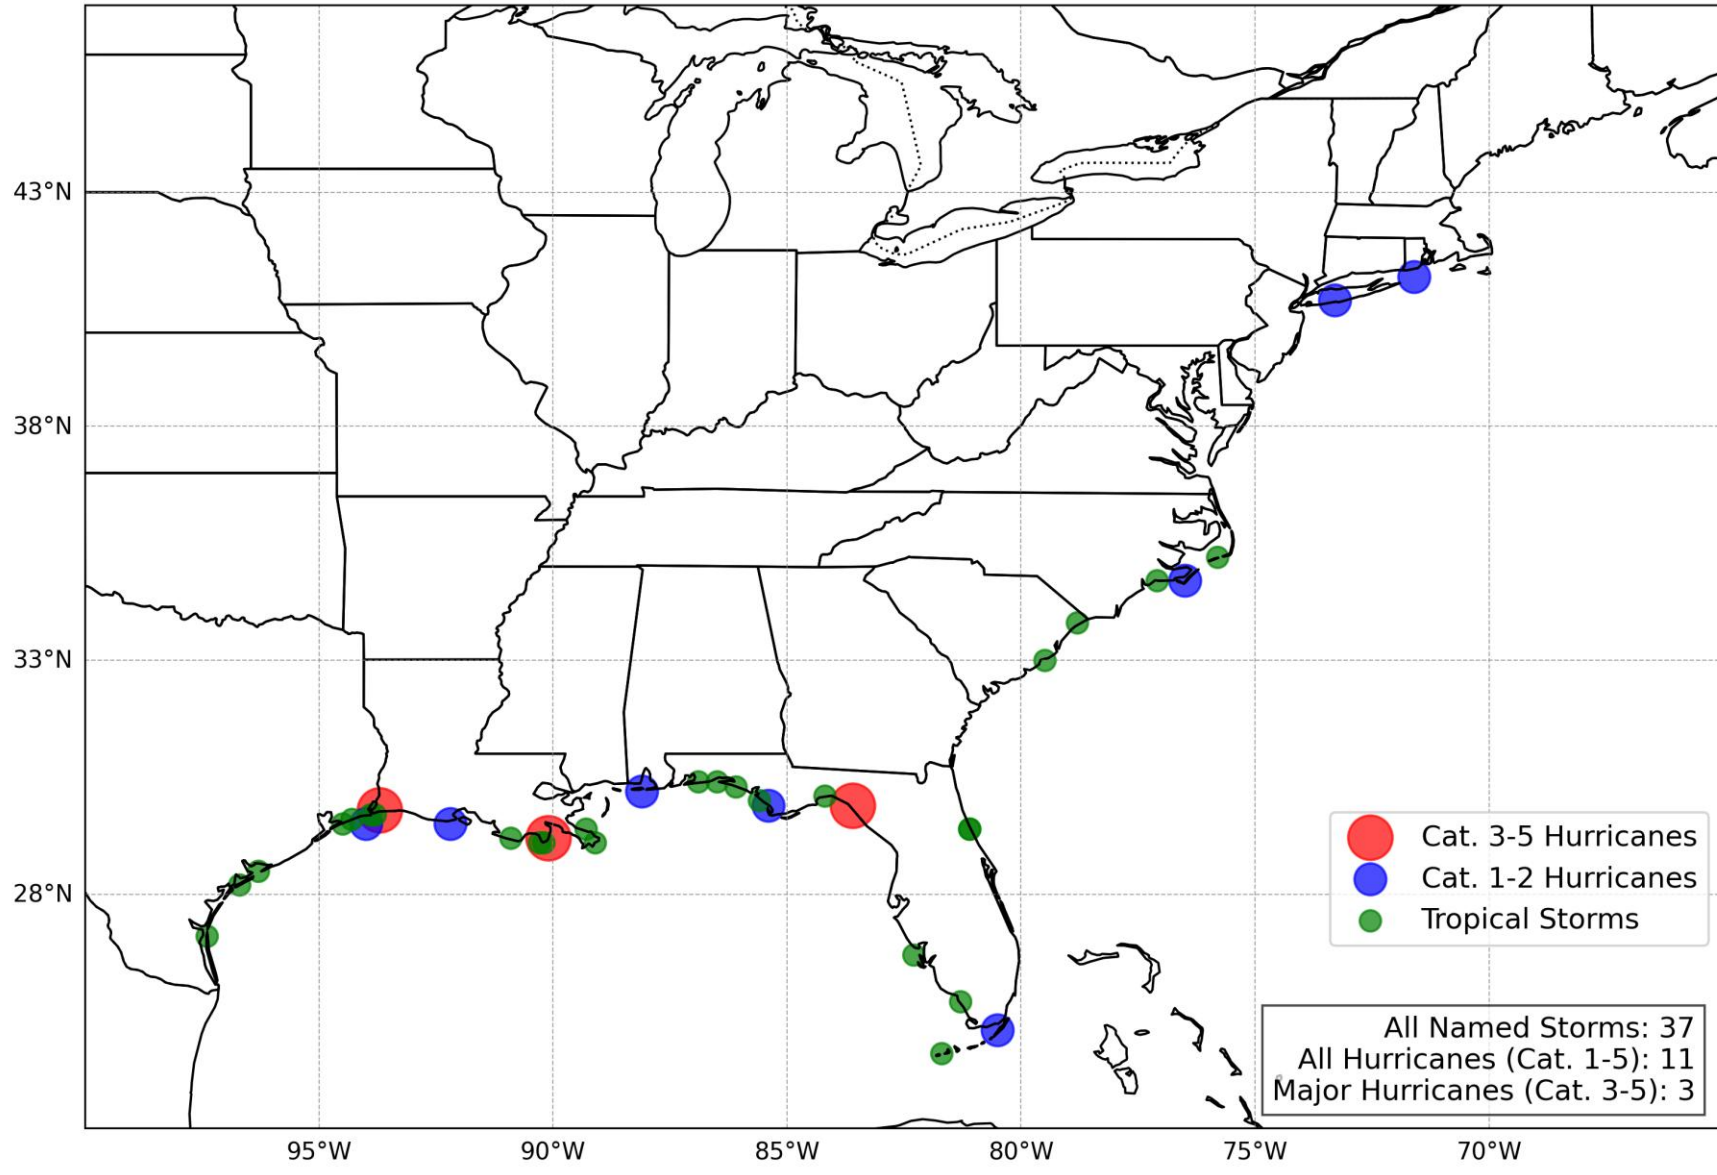 43°N
38°N
33°N
28°N
Cat. 3-5 Hurricanes
Cat. 1-2 Hurricanes
Tropical Storms
All Named Storms: 37
All Hurricanes (Cat. 1-5): 11
Major Hurricanes (Cat. 3-5): 3
95°W 90°W 85°W 80°W 75°W 70°W